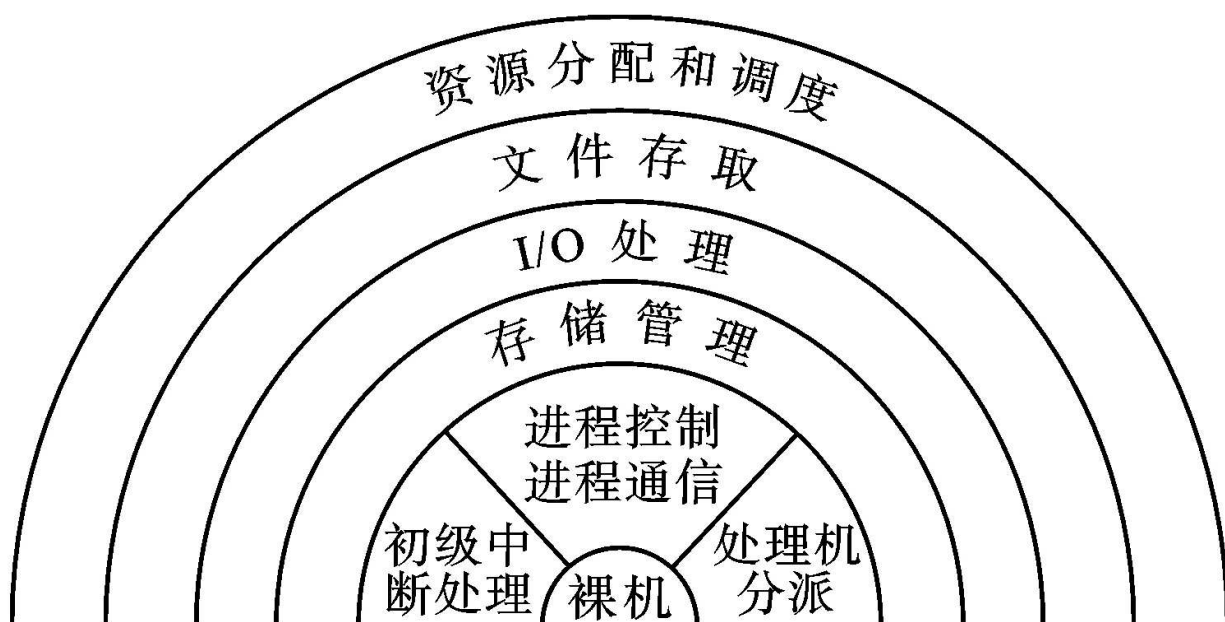 资源分配和调度
文件存取
I/O处理
存储管理
进程控制
进程通信
初级中
断处理
裸机
处理机
分派